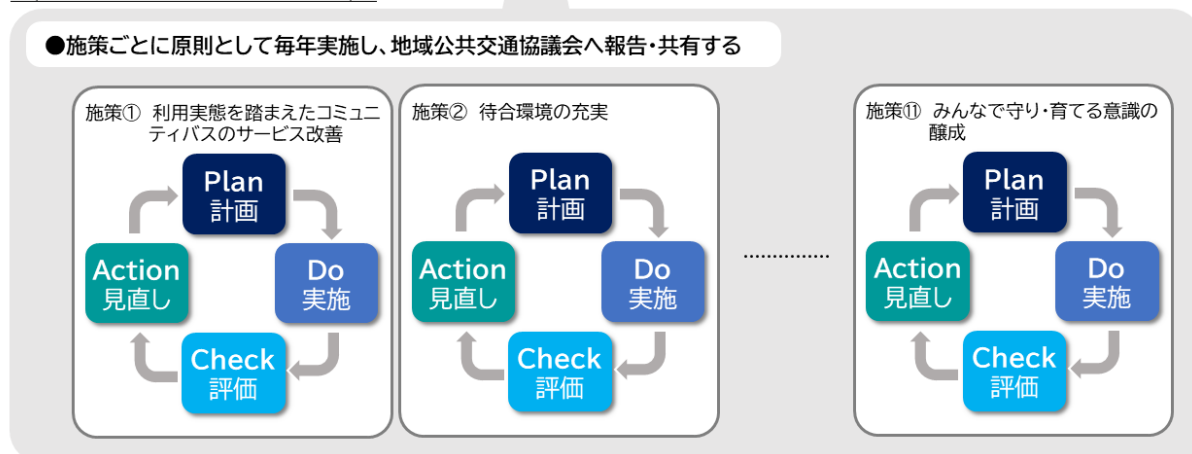 ●施策ごとに原則として毎年実施し、地域公共交通協議会へ報告・共有する
施策① 利用実態を踏まえたコミュニ
ティバスのサービス改善
Plan
計画
Do
実施
Check
評価
Action
見直し
施策② 待合環境の充実
Plan
計画
Do
実施
Check
評価
Action
見直し
……………
施策⑪ みんなで守り・育てる意識の
醸成
Plan
計画
Do
実施
Check
評価
Action
見直し